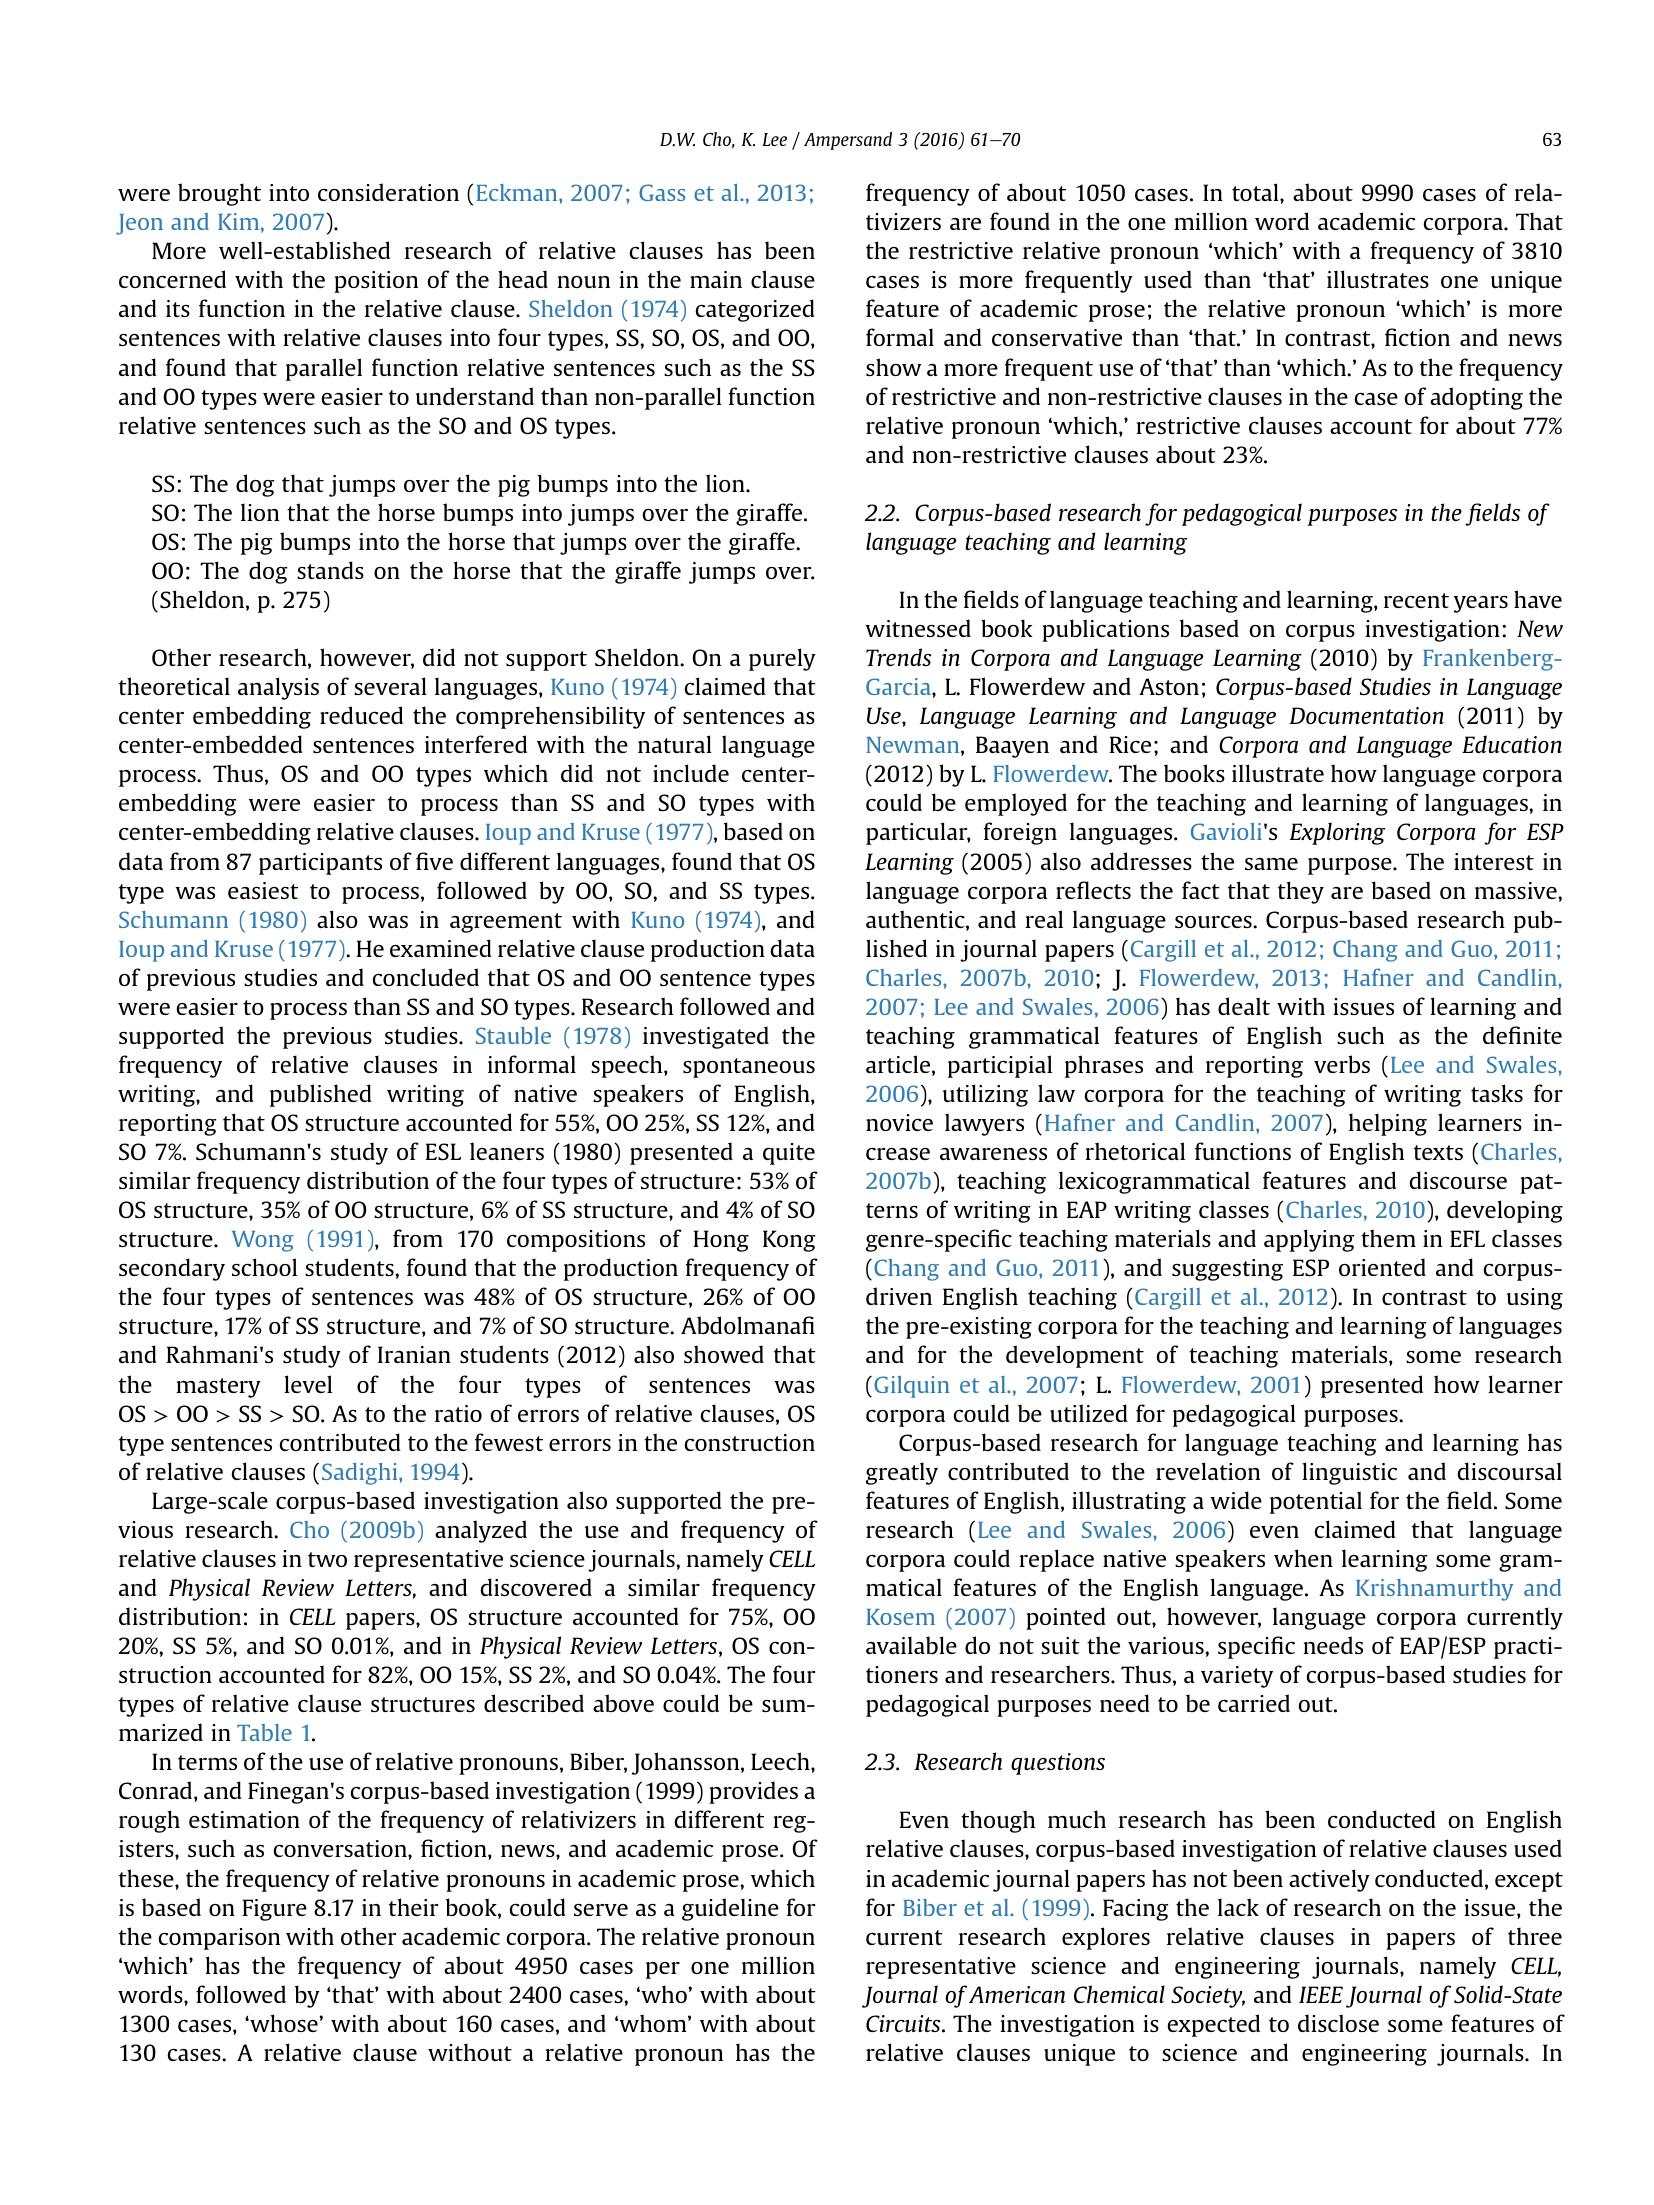 D.W. Cho, K. Lee / Ampersand 3 (2016) 61–70
63
were brought into consideration (Eckman, 2007; Gass et al., 2013;
Jeon and Kim, 2007).
More well-established research of relative clauses has been
concerned with the position of the head noun in the main clause
and its function in the relative clause. Sheldon (1974) categorized
sentences with relative clauses into four types, SS, SO, OS, and OO,
and found that parallel function relative sentences such as the SS
and OO types were easier to understand than non-parallel function
relative sentences such as the SO and OS types.
SS: The dog that jumps over the pig bumps into the lion.
SO: The lion that the horse bumps into jumps over the giraffe.
OS: The pig bumps into the horse that jumps over the giraffe.
OO: The dog stands on the horse that the giraffe jumps over.
(Sheldon, p. 275)
Other research, however, did not support Sheldon. On a purely
theoretical analysis of several languages, Kuno (1974) claimed that
center embedding reduced the comprehensibility of sentences as
center-embedded sentences interfered with the natural language
process. Thus, OS and OO types which did not include center-
embedding were easier to process than SS and SO types with
center-embedding relative clauses. Ioup and Kruse (1977), based on
data from 87 participants of five different languages, found that OS
type was easiest to process, followed by OO, SO, and SS types.
Schumann (1980) also was in agreement with Kuno (1974), and
Ioup and Kruse (1977). He examined relative clause production data
of previous studies and concluded that OS and OO sentence types
were easier to process than SS and SO types. Research followed and
supported the previous studies. Stauble (1978) investigated the
frequency of relative clauses in informal speech, spontaneous
writing, and published writing of native speakers of English,
reporting that OS structure accounted for 55%, OO 25%, SS 12%, and
SO 7%. Schumann's study of ESL leaners (1980) presented a quite
similar frequency distribution of the four types of structure: 53% of
OS structure, 35% of OO structure, 6% of SS structure, and 4% of SO
structure. Wong (1991), from 170 compositions of Hong Kong
secondary school students, found that the production frequency of
the four types of sentences was 48% of OS structure, 26% of OO
structure, 17% of SS structure, and 7% of SO structure. Abdolmanafi
and Rahmani's study of Iranian students (2012) also showed that
the mastery level of the four types of sentences was
OS > OO > SS > SO. As to the ratio of errors of relative clauses, OS
type sentences contributed to the fewest errors in the construction
of relative clauses (Sadighi, 1994).
Large-scale corpus-based investigation also supported the pre-
vious research. Cho (2009b) analyzed the use and frequency of
relative clauses in two representative science journals, namely CELL
and Physical Review Letters, and discovered a similar frequency
distribution: in CELL papers, OS structure accounted for 75%, OO
20%, SS 5%, and SO 0.01%, and in Physical Review Letters, OS con-
struction accounted for 82%, OO 15%, SS 2%, and SO 0.04%. The four
types of relative clause structures described above could be sum-
marized in Table 1.
In terms of the use of relative pronouns, Biber, Johansson, Leech,
Conrad, and Finegan's corpus-based investigation (1999) provides a
rough estimation of the frequency of relativizers in different reg-
isters, such as conversation, fiction, news, and academic prose. Of
these, the frequency of relative pronouns in academic prose, which
is based on Figure 8.17 in their book, could serve as a guideline for
the comparison with other academic corpora. The relative pronoun
‘which’ has the frequency of about 4950 cases per one million
words, followed by ‘that’ with about 2400 cases, ‘who’ with about
1300 cases, ‘whose’ with about 160 cases, and ‘whom’ with about
130 cases. A relative clause without a relative pronoun has the
frequency of about 1050 cases. In total, about 9990 cases of rela-
tivizers are found in the one million word academic corpora. That
the restrictive relative pronoun ‘which’ with a frequency of 3810
cases is more frequently used than ‘that’ illustrates one unique
feature of academic prose; the relative pronoun ‘which’ is more
formal and conservative than ‘that.’ In contrast, fiction and news
show a more frequent use of ‘that’ than ‘which.’ As to the frequency
of restrictive and non-restrictive clauses in the case of adopting the
relative pronoun ‘which,’ restrictive clauses account for about 77%
and non-restrictive clauses about 23%.
2.2. Corpus-based research for pedagogical purposes in the fields of
language teaching and learning
In the fields of language teaching and learning, recent years have
witnessed book publications based on corpus investigation: New
Trends in Corpora and Language Learning (2010) by Frankenberg-
Garcia, L. Flowerdew and Aston; Corpus-based Studies in Language
Use, Language Learning and Language Documentation (2011) by
Newman, Baayen and Rice; and Corpora and Language Education
(2012) by L. Flowerdew. The books illustrate how language corpora
could be employed for the teaching and learning of languages, in
particular, foreign languages. Gavioli's Exploring Corpora for ESP
Learning (2005) also addresses the same purpose. The interest in
language corpora reflects the fact that they are based on massive,
authentic, and real language sources. Corpus-based research pub-
lished in journal papers (Cargill et al., 2012; Chang and Guo, 2011;
Charles, 2007b, 2010; J. Flowerdew, 2013; Hafner and Candlin,
2007; Lee and Swales, 2006) has dealt with issues of learning and
teaching grammatical features of English such as the definite
article, participial phrases and reporting verbs (Lee and Swales,
2006), utilizing law corpora for the teaching of writing tasks for
novice lawyers (Hafner and Candlin, 2007), helping learners in-
crease awareness of rhetorical functions of English texts (Charles,
2007b), teaching lexicogrammatical features and discourse pat-
terns of writing in EAP writing classes (Charles, 2010), developing
genre-specific teaching materials and applying them in EFL classes
(Chang and Guo, 2011), and suggesting ESP oriented and corpus-
driven English teaching (Cargill et al., 2012). In contrast to using
the pre-existing corpora for the teaching and learning of languages
and for the development of teaching materials, some research
(Gilquin et al., 2007; L. Flowerdew, 2001) presented how learner
corpora could be utilized for pedagogical purposes.
Corpus-based research for language teaching and learning has
greatly contributed to the revelation of linguistic and discoursal
features of English, illustrating a wide potential for the field. Some
research (Lee and Swales, 2006) even claimed that language
corpora could replace native speakers when learning some gram-
matical features of the English language. As Krishnamurthy and
Kosem (2007) pointed out, however, language corpora currently
available do not suit the various, specific needs of EAP/ESP practi-
tioners and researchers. Thus, a variety of corpus-based studies for
pedagogical purposes need to be carried out.
2.3. Research questions
Even though much research has been conducted on English
relative clauses, corpus-based investigation of relative clauses used
in academic journal papers has not been actively conducted, except
for Biber et al. (1999). Facing the lack of research on the issue, the
current research explores relative clauses in papers of three
representative science and engineering journals, namely CELL,
Journal of American Chemical Society, and IEEE Journal of Solid-State
Circuits. The investigation is expected to disclose some features of
relative clauses unique to science and engineering journals. In